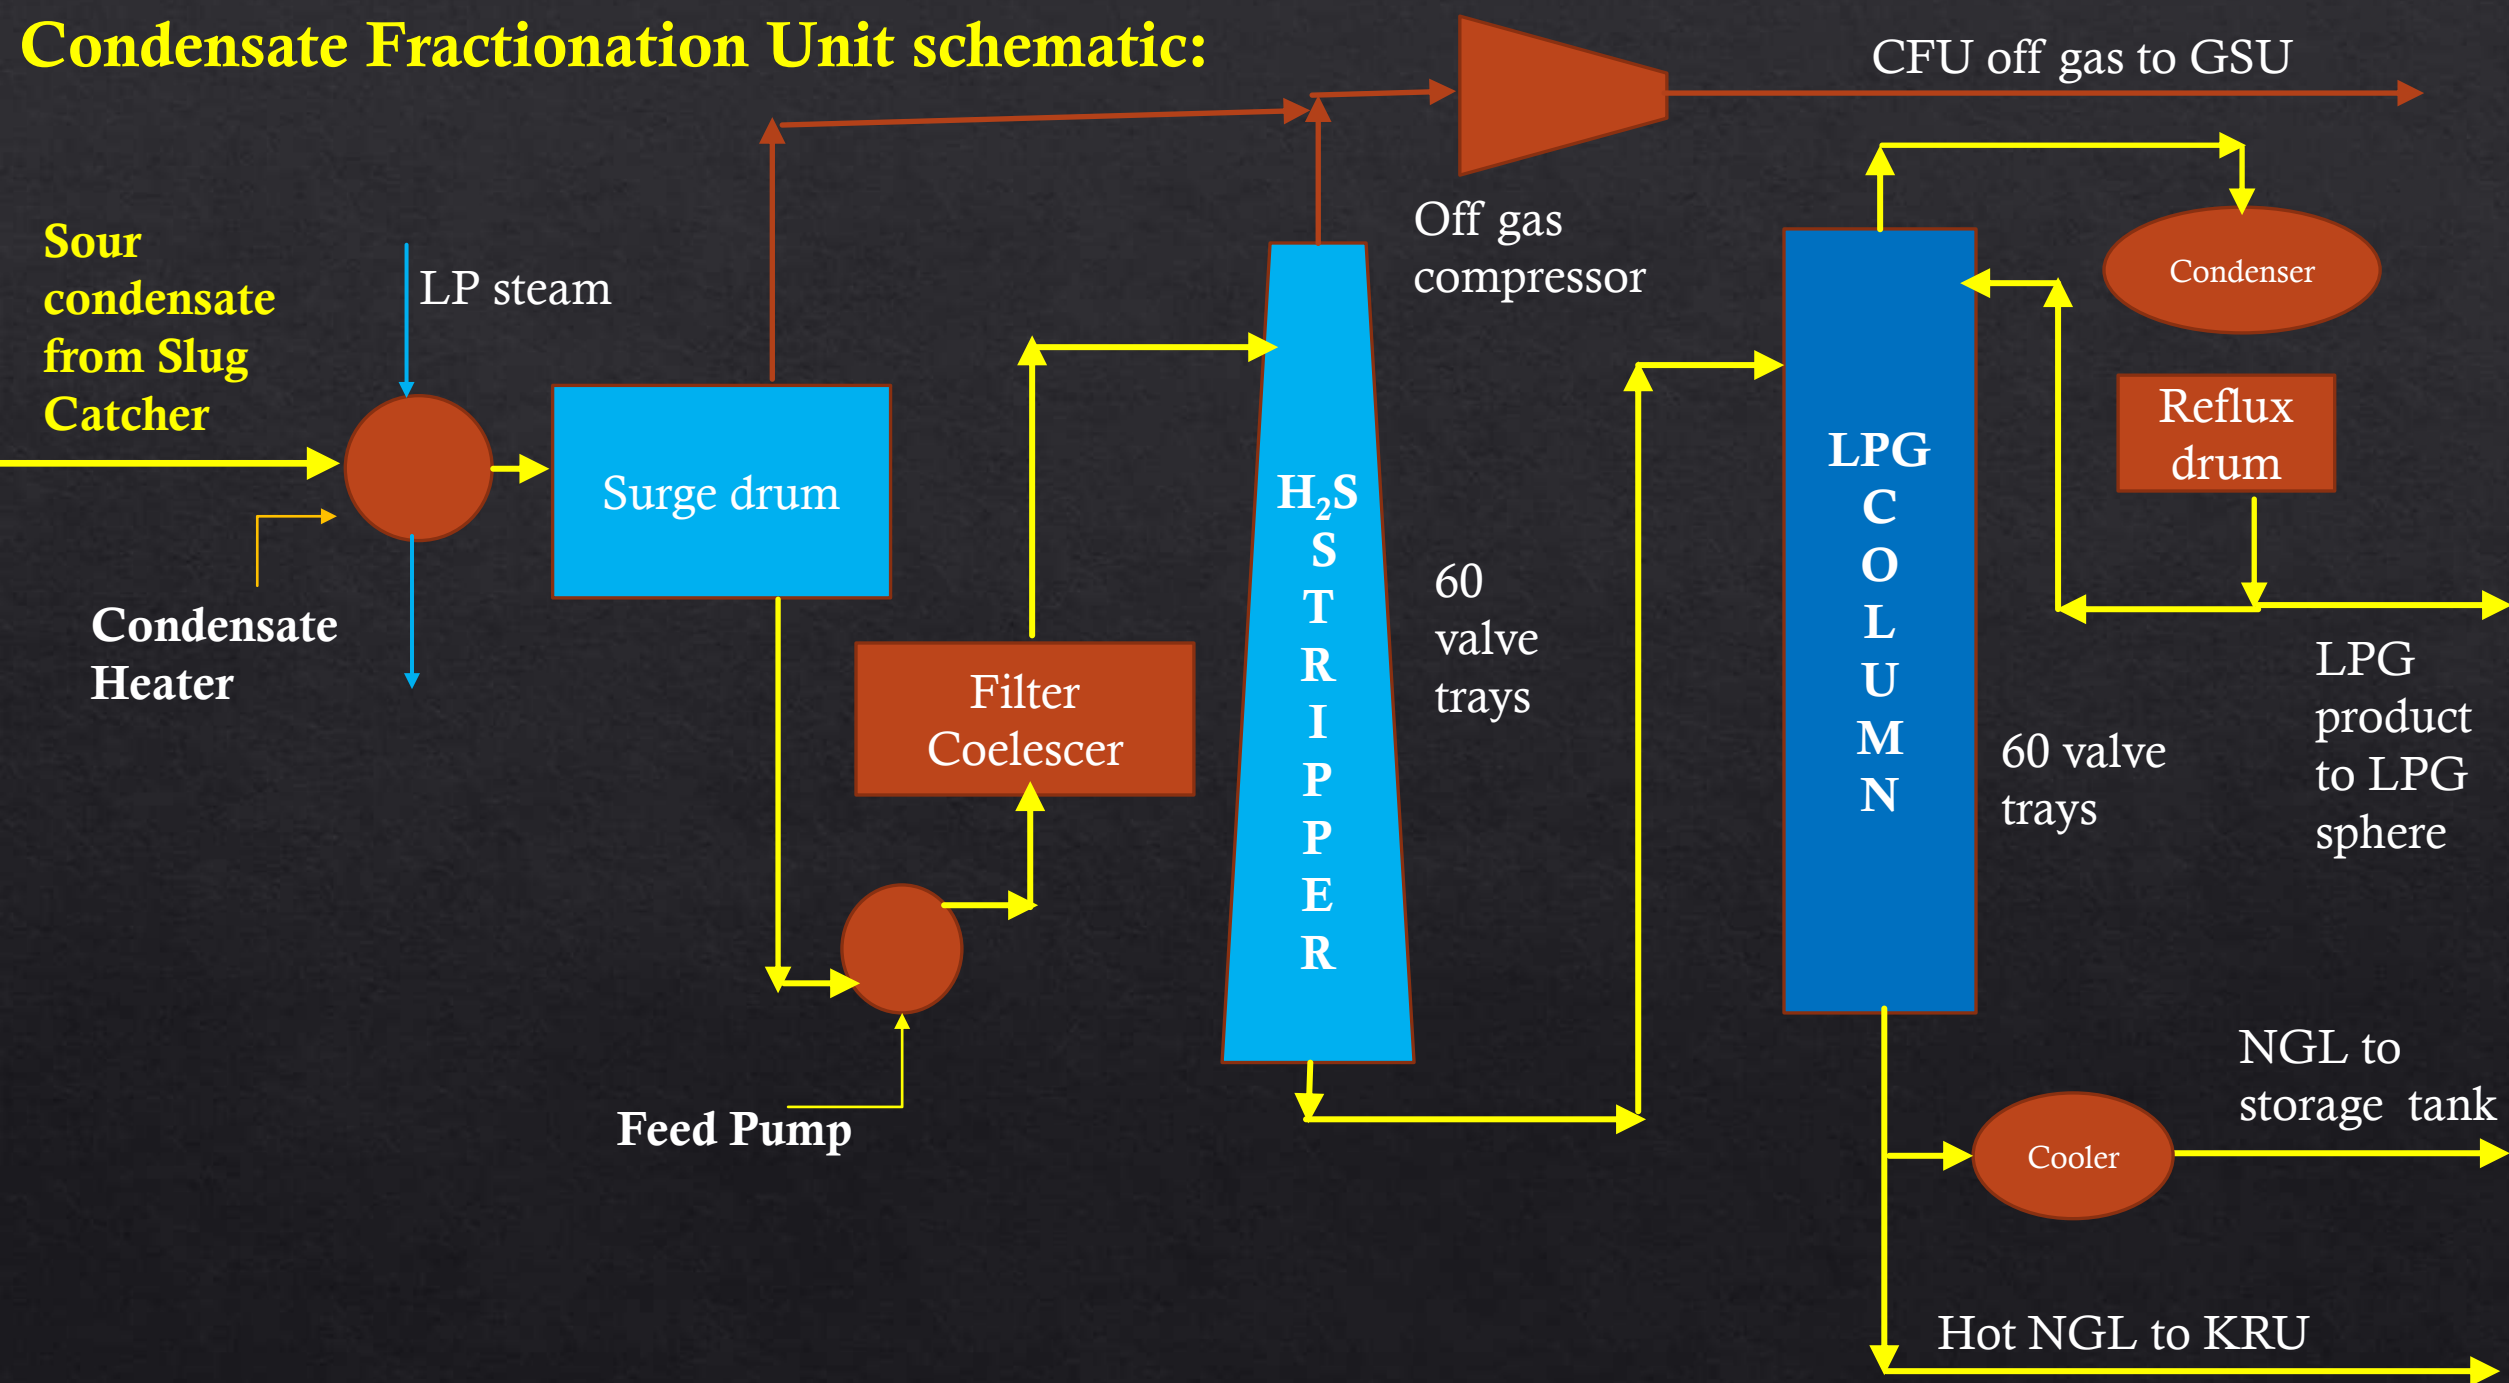 Condensate Fractionation Unit schematic:
CFU off gas to GSU
Sour
condensate
from Slug
Catcher
LP steam
Off gas
compressor
Condenser
Reflux
drum
Surge drum
LPG
C
O
L
U
M
N
H₂S
S
T
R
I
P
P
E
R
60
valve
trays
Condensate
Heater
Filter
Coelescer
LPG
product
to LPG
sphere
60 valve
trays
Feed Pump
NGL to
storage tank
Cooler
Hot NGL to KRU